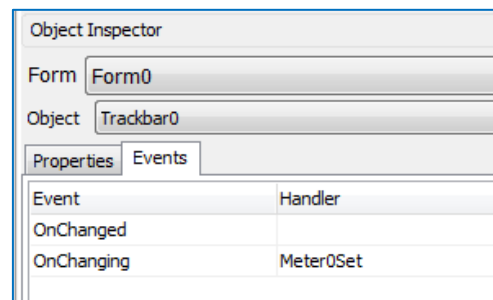 Object Inspector
Form Form0
Object Trackbar0
Properties Events
Event Handler
OnChanged
OnChanging Meter0Set